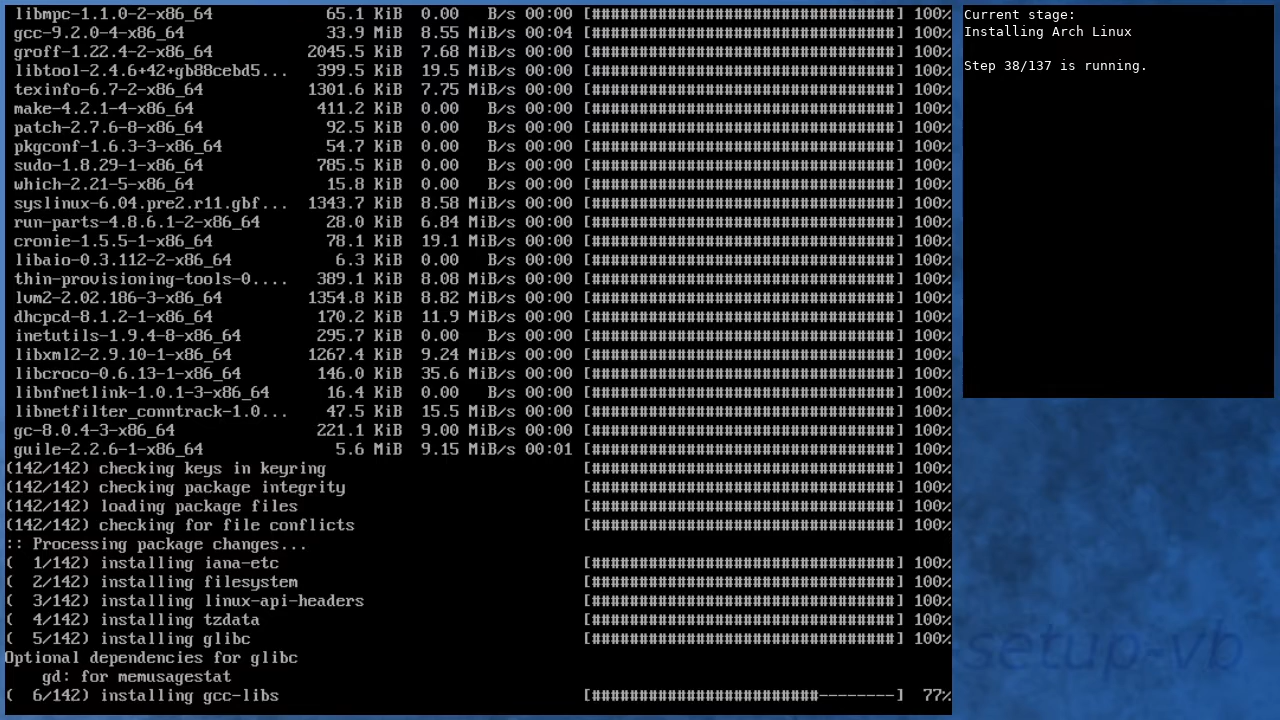 libmpc-1.1.0-2-x86_64 65.1 KiB 0.00 B/s 00:00 [################################] 100%
gcc-9.2.0-4-x86_64 33.9 MiB 8.55 MiB/s 00:04 [################################] 100%
groff-1.22.4-2-x86_64 2045.5 KiB 7.68 MiB/s 00:00 [################################] 100%
libtool-2.4.6+42+gb88cebd5... 399.5 KiB 19.5 MiB/s 00:00 [################################] 100%
texinfo-6.7-2-x86_64 1301.6 KiB 7.75 MiB/s 00:00 [################################] 100%
make-4.2.1-4-x86_64 411.2 KiB 0.00 B/s 00:00 [################################] 100%
patch-2.7.6-8-x86_64 92.5 KiB 0.00 B/s 00:00 [################################] 100%
pkgconf-1.6.3-3-x86_64 54.7 KiB 0.00 B/s 00:00 [################################] 100%
sudo-1.8.29-1-x86_64 785.5 KiB 0.00 B/s 00:00 [################################] 100%
which-2.21-5-x86_64 15.8 KiB 0.00 B/s 00:00 [################################] 100%
syslinux-6.04.pre2.r11.gbf... 1343.7 KiB 8.58 MiB/s 00:00 [################################] 100%
run-parts-4.8.6.1-2-x86_64 28.0 KiB 6.84 MiB/s 00:00 [################################] 100%
cronie-1.5.5-1-x86_64 78.1 KiB 19.1 MiB/s 00:00 [################################] 100%
libaio-0.3.112-2-x86_64 6.3 KiB 0.00 B/s 00:00 [################################] 100%
thin-provisioning-tools-0.... 389.1 KiB 8.08 MiB/s 00:00 [################################] 100%
lvm2-2.02.186-3-x86_64 1354.8 KiB 8.82 MiB/s 00:00 [################################] 100%
dhcpcd-8.1.2-1-x86_64 170.2 KiB 11.9 MiB/s 00:00 [################################] 100%
inetutils-1.9.4-8-x86_64 295.7 KiB 0.00 B/s 00:00 [################################] 100%
libxml2-2.9.10-1-x86_64 1267.4 KiB 9.24 MiB/s 00:00 [################################] 100%
libcroco-0.6.13-1-x86_64 146.0 KiB 35.6 MiB/s 00:00 [################################] 100%
libnfnetlink-1.0.1-3-x86_64 16.4 KiB 0.00 B/s 00:00 [################################] 100%
libnetfilter_conntrack-1.0... 47.5 KiB 15.5 MiB/s 00:00 [################################] 100%
gc-8.0.4-3-x86_64 221.1 KiB 9.00 MiB/s 00:00 [################################] 100%
guile-2.2.6-1-x86_64 5.6 MiB 9.15 MiB/s 00:01 [################################] 100%
(142/142) checking keys in keyring [################################] 100%
(142/142) checking package integrity [################################] 100%
(142/142) loading package files [################################] 100%
(142/142) checking for file conflicts [################################] 100%
:: Processing package changes...
(  1/142) installing iana-etc [################################] 100%
(  2/142) installing filesystem [################################] 100%
(  3/142) installing linux-api-headers [################################] 100%
(  4/142) installing tzdata [################################] 100%
(  5/142) installing glibc [################################] 100%
Optional dependencies for glibc
gd: for memusagestat
(  6/142) installing gcc-libs [########################--------] 77%
Current stage:
Installing Arch Linux
Step 38/137 is running.
setup-vb